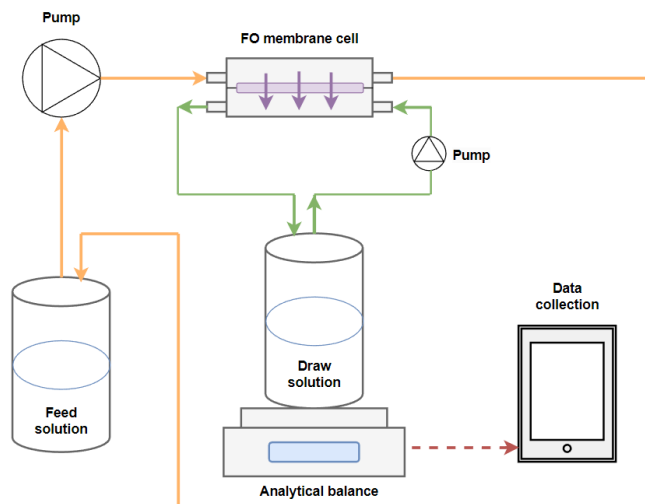 Pump
FO membrane cell
Pump
Data
collection
Draw
solution
Feed
solution
Analytical balance